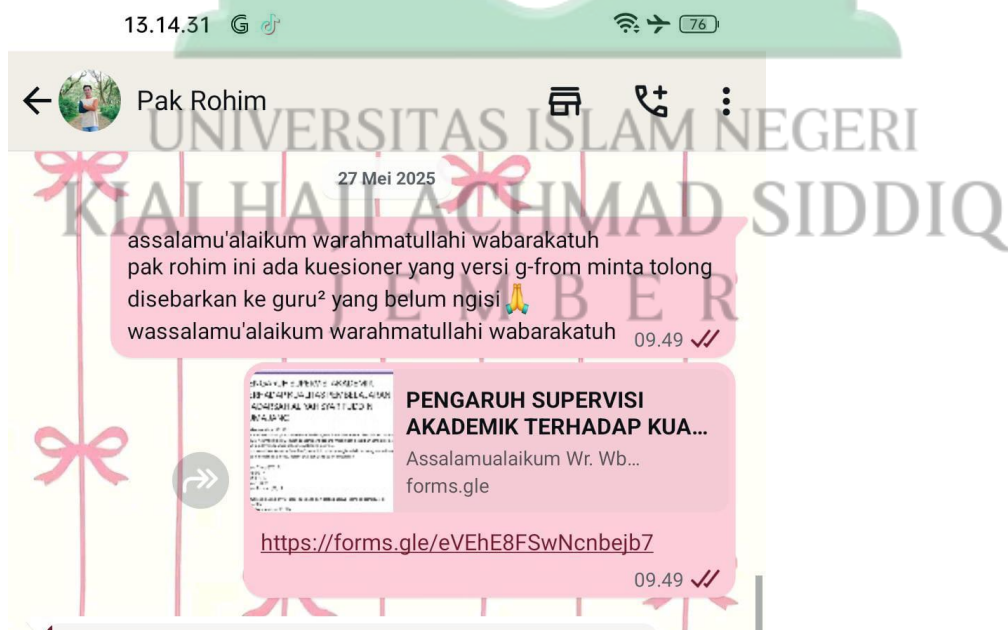 13.14.31
76
Pak Rohim
UNIVERSITAS ISLAM NEGERI
27 Mei 2025
KIAI HAJI ACHMAD SIDDIQ
assalamu'alaikum warahmatullahi wabarakatuh
pak rohim ini ada kuesioner yang versi g-from minta tolong
disebarkan ke guru² yang belum ngisi🙏
JEMBER
wassalamu'alaikum warahmatullahi wabarakatuh 09.49
PENGARUH SUPERVISI
AKADEMIK TERHADAP KUA...
Assalamualaikum Wr. Wb...
forms.gle
https://forms.gle/eVEhE8FSwNcnbejb7
09.49